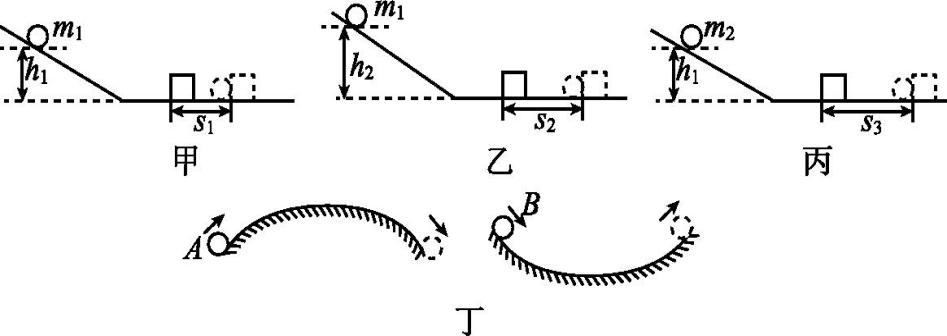 m₁ h₁ s₁
甲
m₁ h₂ s₂
乙
m₂ h₁ s₃
丙
A B
丁